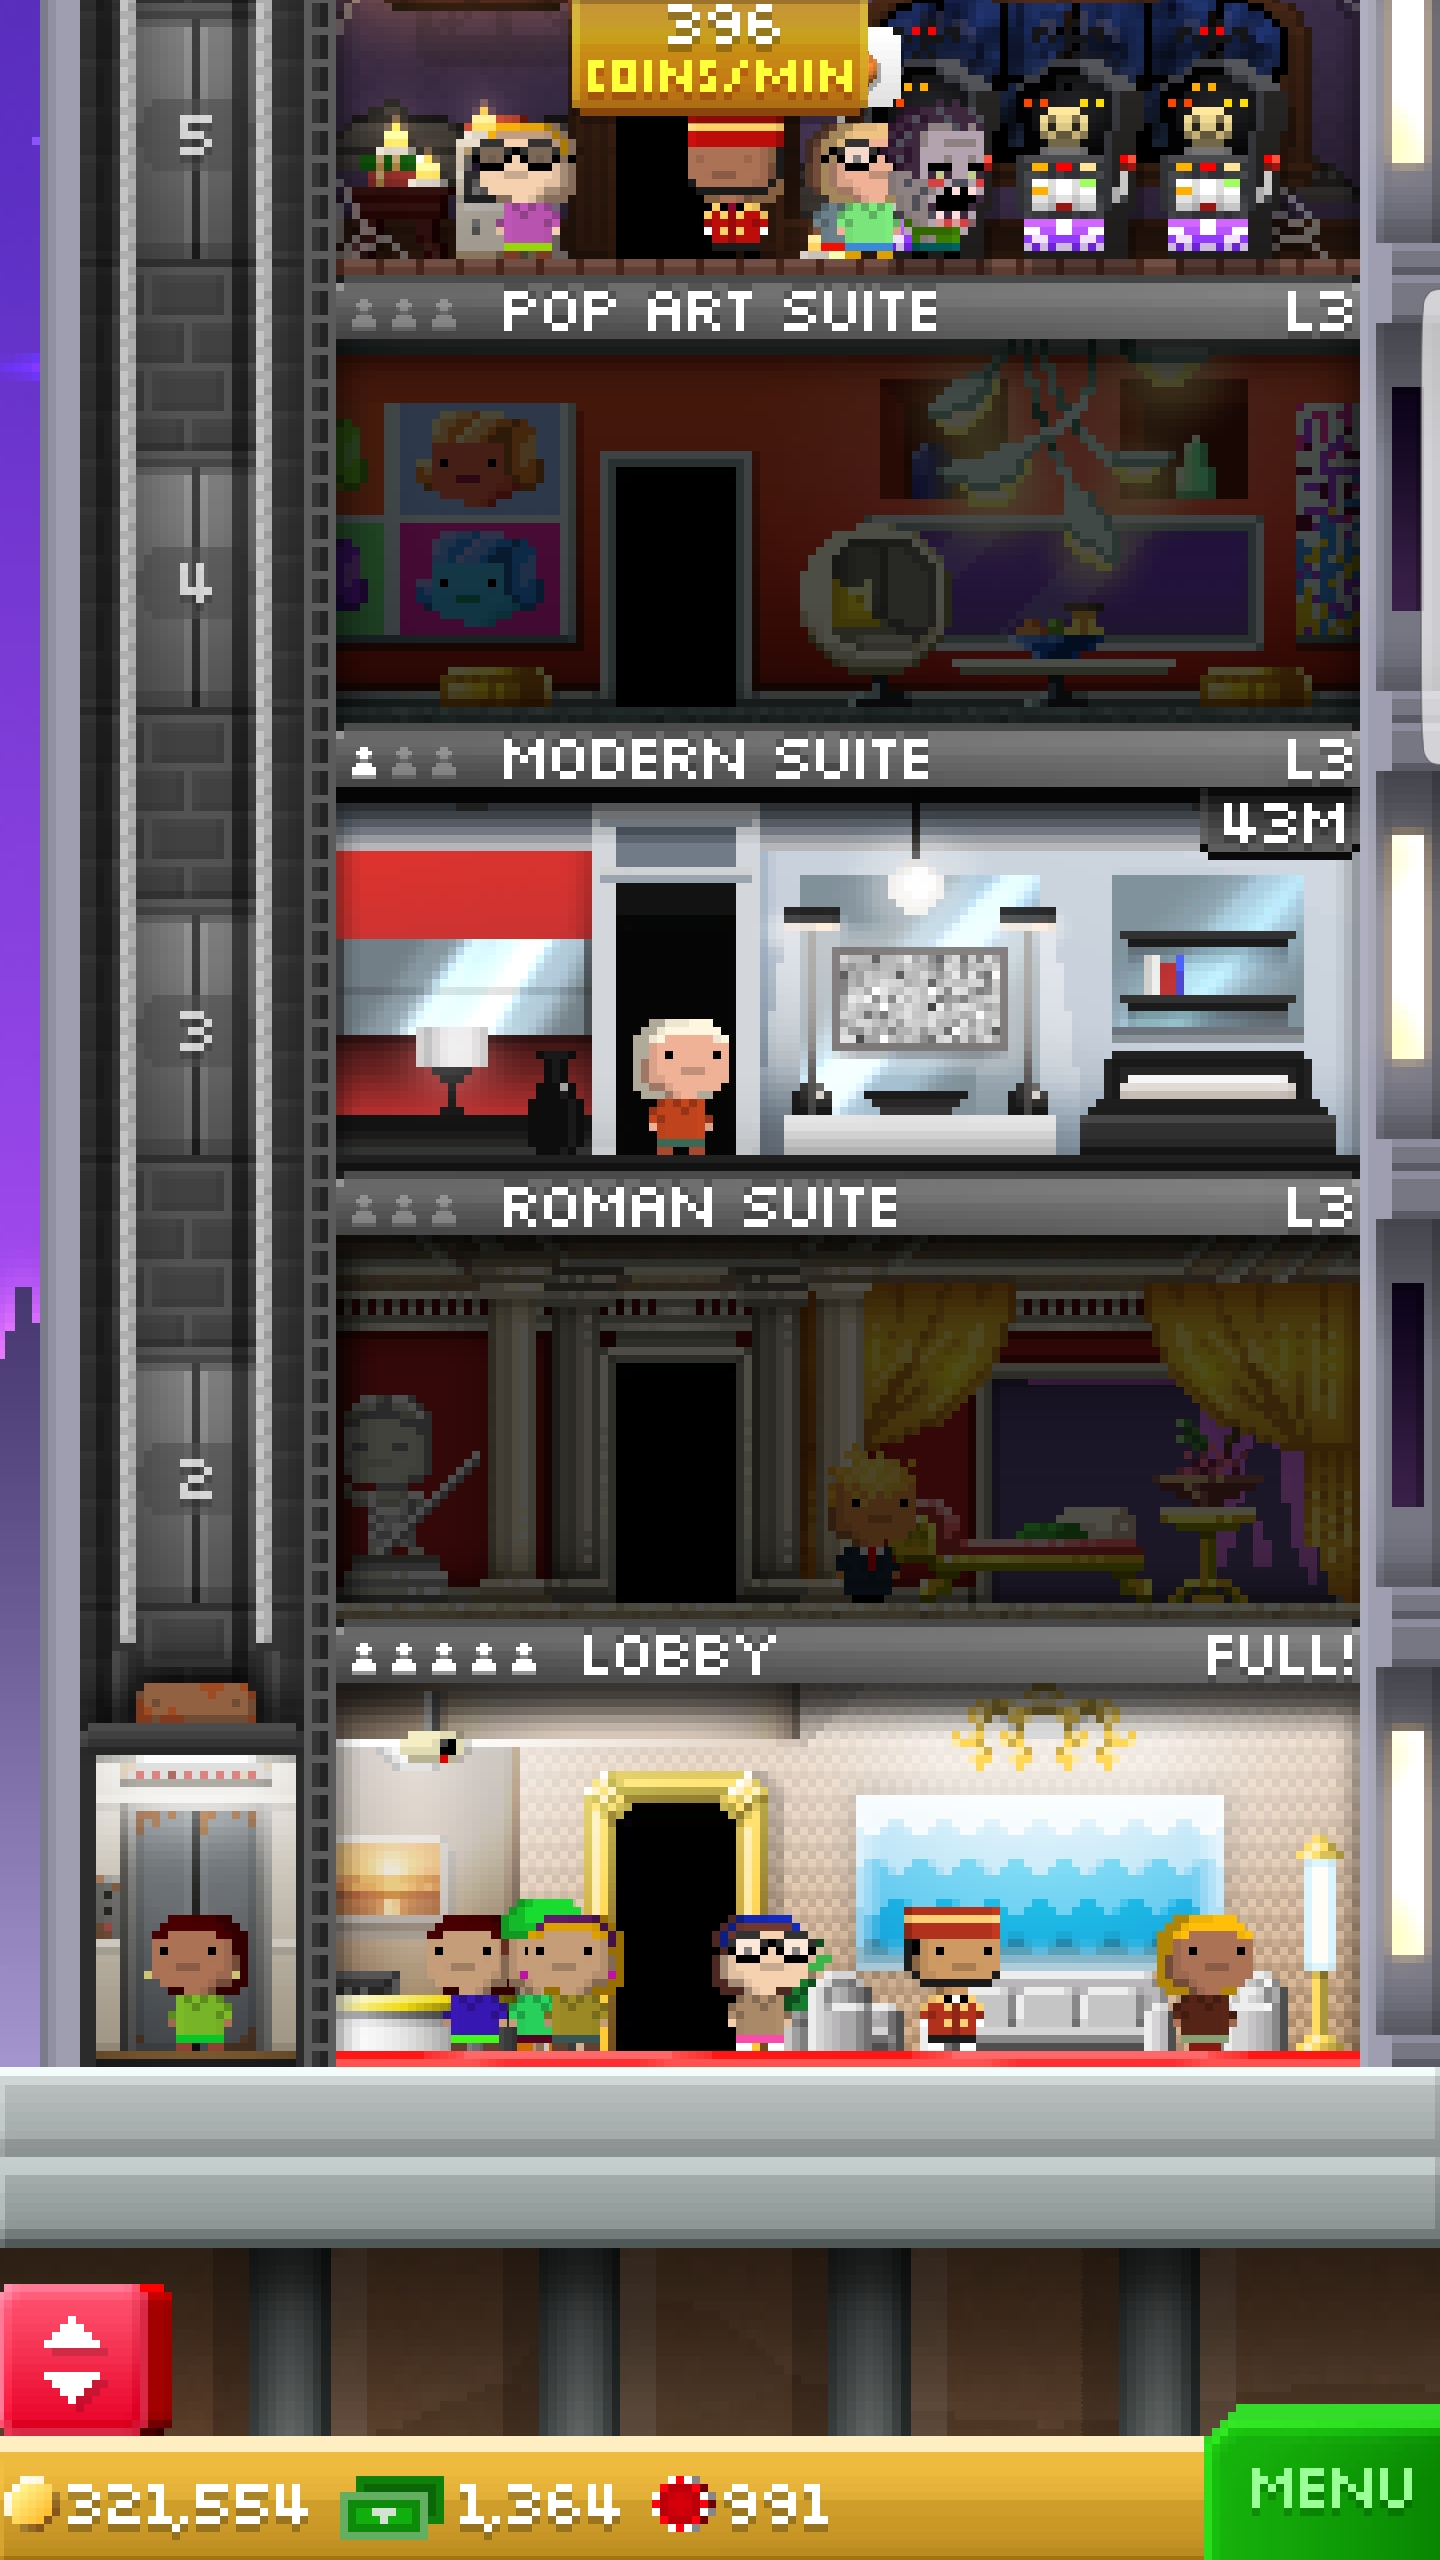 396
COINS/MIN
5
POP ART SUITE L3
4
MODERN SUITE L3
43M
3
ROMAN SUITE L3
2
LOBBY FULL!
321,554 1,364 991
MENU